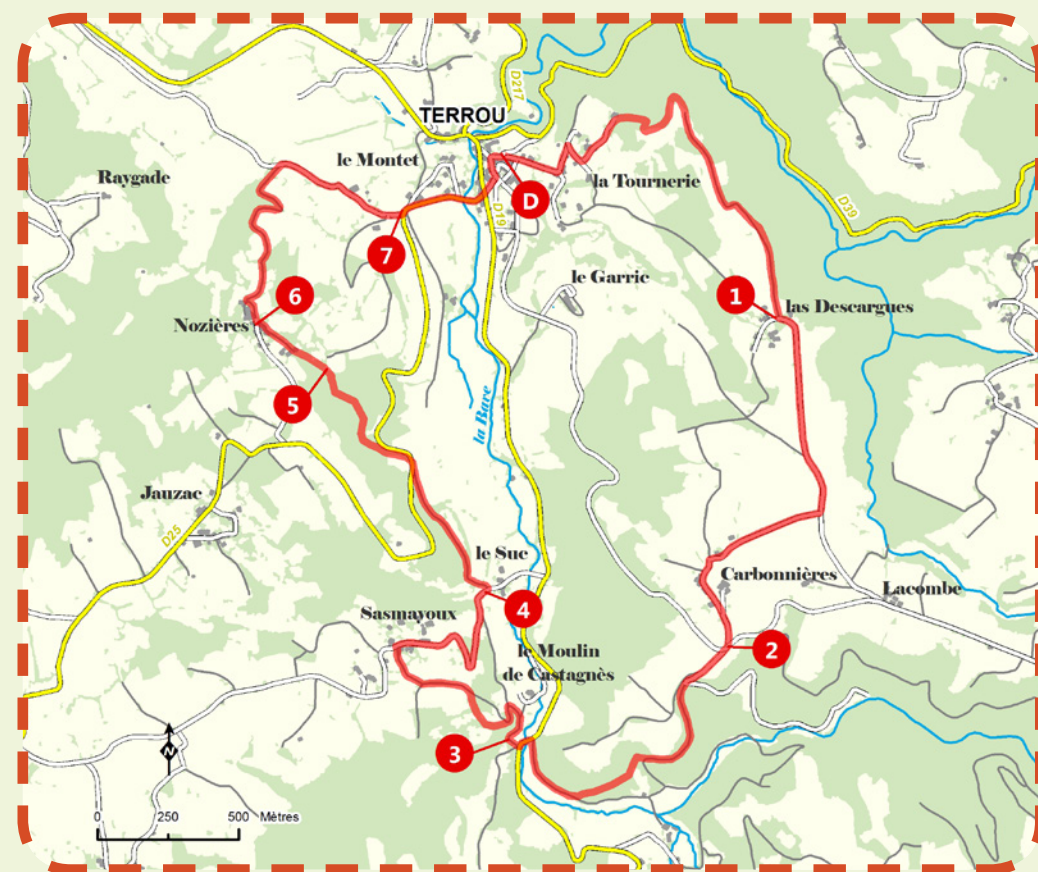 D217
TERROU
le Montet
Raygade
la Tournerie
D
D19
D39
7
le Garric
6
1
las Descargues
Nozières
5
la Bave
Jauzac
D25
le Suc
Carbonnières
Lacombe
4
Sasmayoux
2
le Moulin
de Castagnès
3
N
0 250 500 Mètres